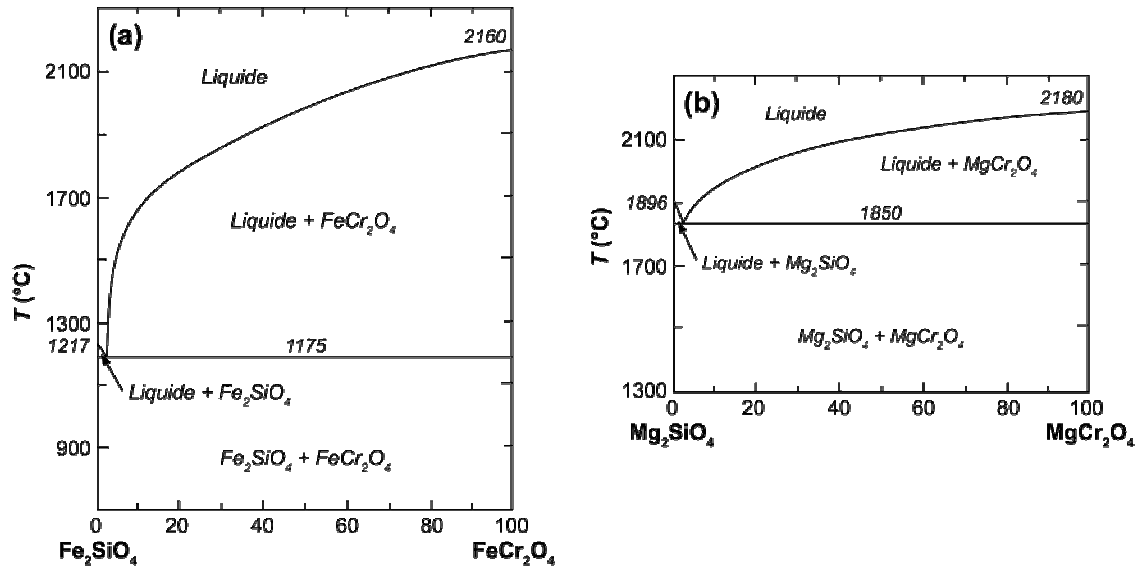 (a)
2160
2100
Liquide
1700
Liquide + FeCr₂O₄
T (°C)
1300
1217
1175
Liquide + Fe₂SiO₄
900
Fe₂SiO₄ + FeCr₂O₄
0 20 40 60 80 100
Fe₂SiO₄ FeCr₂O₄
(b)
2180
Liquide
2100
Liquide + MgCr₂O₄
1896
1850
T (°C)
1700
Liquide + Mg₂SiO₄
Mg₂SiO₄ + MgCr₂O₄
1300
0 20 40 60 80 100
Mg₂SiO₄ MgCr₂O₄